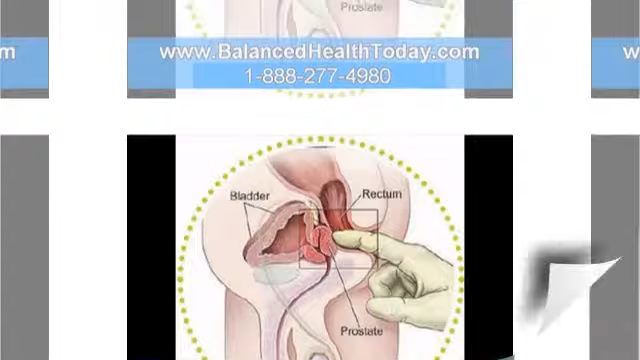 Prostate
m
www.BalancedHealthToday.com
w
1-888-277-4980
Bladder
Rectum
Prostate